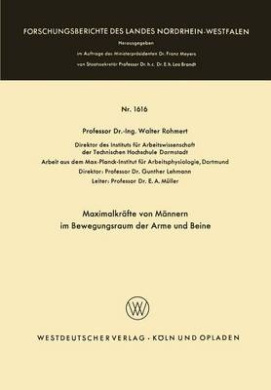 FORSCHUNGSBERICHTE DES LANDES NORDRHEIN-WESTFALEN
Herausgegeben
im Auftrage des Ministerpräsidenten Dr. Franz Meyers
von Staatssekretär Professor Dr. h. c. Dr. E. h. Leo Brandt
Nr. 1616
Professor Dr.-Ing. Walter Rohmert
Direktor des Instituts für Arbeitswissenschaft
der Technischen Hochschule Darmstadt
Arbeit aus dem Max-Planck-Institut für Arbeitsphysiologie, Dortmund
Direktor: Professor Dr. Gunther Lehmann
Leiter: Professor Dr. E. A. Müller
Maximalkräfte von Männern
im Bewegungsraum der Arme und Beine
WESTDEUTSCHER VERLAG · KÖLN UND OPLADEN